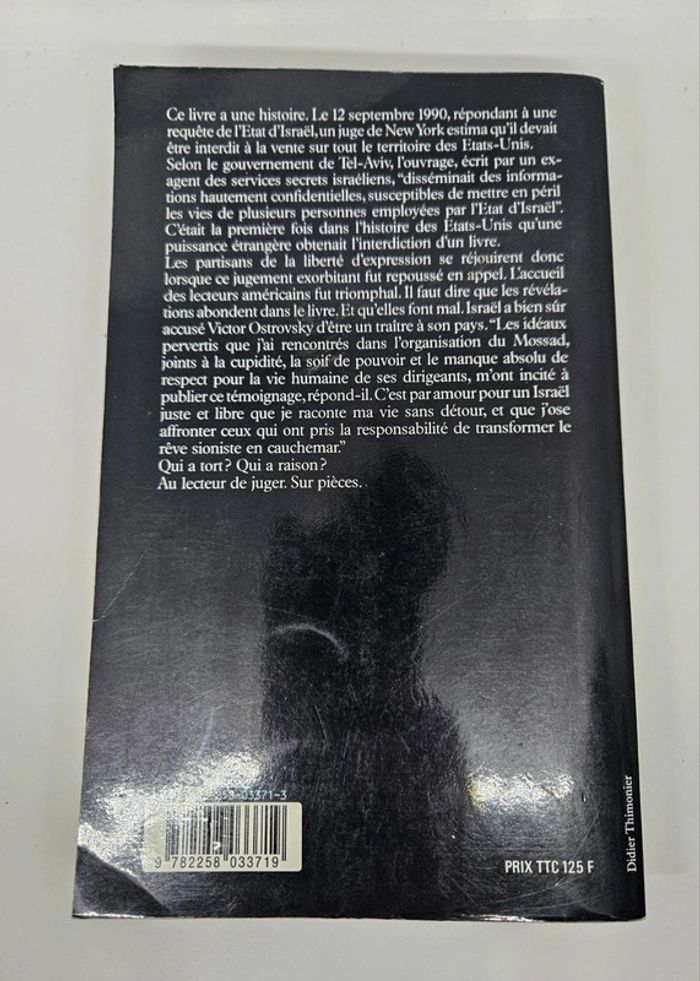 Ce livre a une histoire. Le 12 septembre 1990, répondant à une
requête de l'Etat d'Israël, un juge de New York estima qu'il devait
être interdit à la vente sur tout le territoire des Etats-Unis.
Selon le gouvernement de Tel-Aviv, l'ouvrage, écrit par un ex-
agent des services secrets israéliens, “disséminait des informa-
tions hautement confidentielles, susceptibles de mettre en péril
les vies de plusieurs personnes employées par l'Etat d'Israël”.
C'était la première fois dans l'histoire des Etats-Unis qu'une
puissance étrangère obtenait l'interdiction d'un livre.
Les partisans de la liberté d'expression se réjouirent donc
lorsque ce jugement exorbitant fut repoussé en appel. L'accueil
des lecteurs américains fut triomphal. Il faut dire que les révéla-
tions abondent dans le livre. Et qu'elles font mal. Israël a bien sûr
accusé Victor Ostrovsky d'être un traître à son pays. “Les idéaux
pervertis que j'ai rencontrés dans l'organisation du Mossad,
joints à la cupidité, la soif de pouvoir et le manque absolu de
respect pour la vie humaine de ses dirigeants, m'ont incité à
publier ce témoignage, répond-il. C'est par amour pour un Israël
juste et libre que je raconte ma vie sans détour, et que j'ose
affronter ceux qui ont pris la responsabilité de transformer le
rêve sioniste en cauchemar.”
Qui a tort? Qui a raison?
Au lecteur de juger. Sur pièces.
03371-3
9 782258 033719
PRIX TTC 125 F
Didier Thimonier